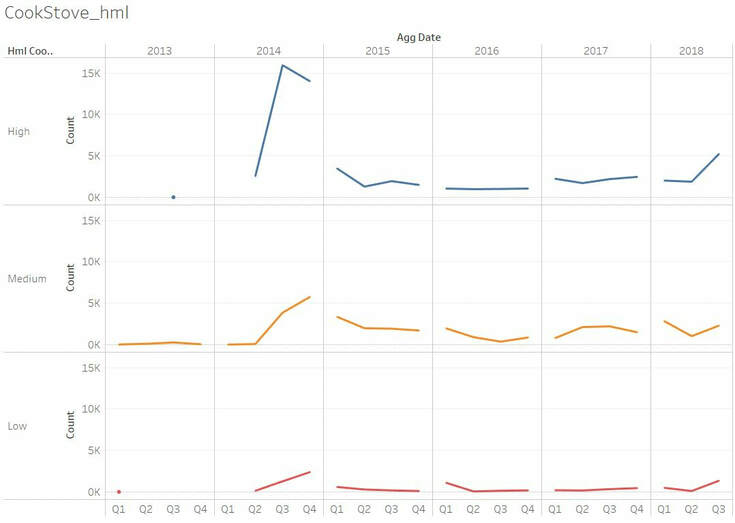 CookStove_hml
Agg Date
Hml Coo.. 2013 2014 2015 2016 2017 2018
High
Count
15K
10K
5K
0K
Medium
Count
15K
10K
5K
0K
Low
Count
15K
10K
5K
0K
Q1 Q2 Q3 Q4 Q1 Q2 Q3 Q4 Q1 Q2 Q3 Q4 Q1 Q2 Q3 Q4 Q1 Q2 Q3 Q4 Q1 Q2 Q3